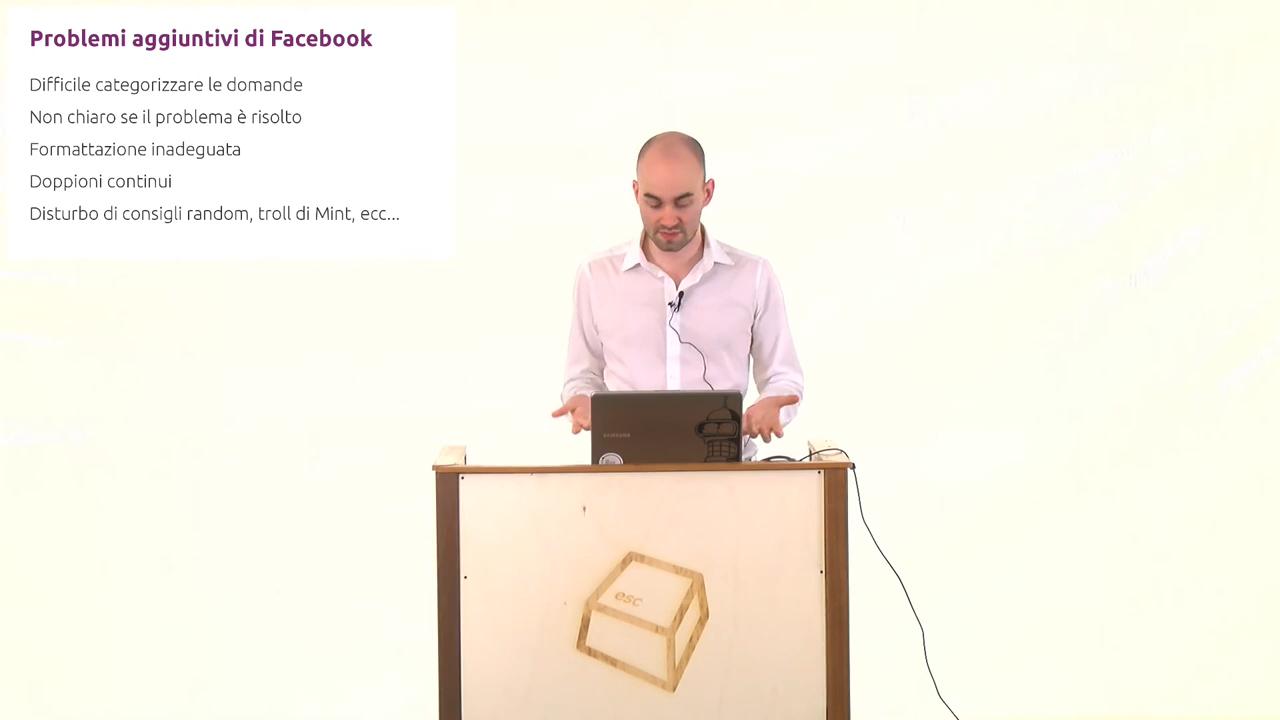 Problemi aggiuntivi di Facebook
Difficile categorizzare le domande
Non chiaro se il problema è risolto
Formattazione inadeguata
Doppioni continui
Disturbo di consigli random, troll di Mint, ecc...
SAMSUNG
esc